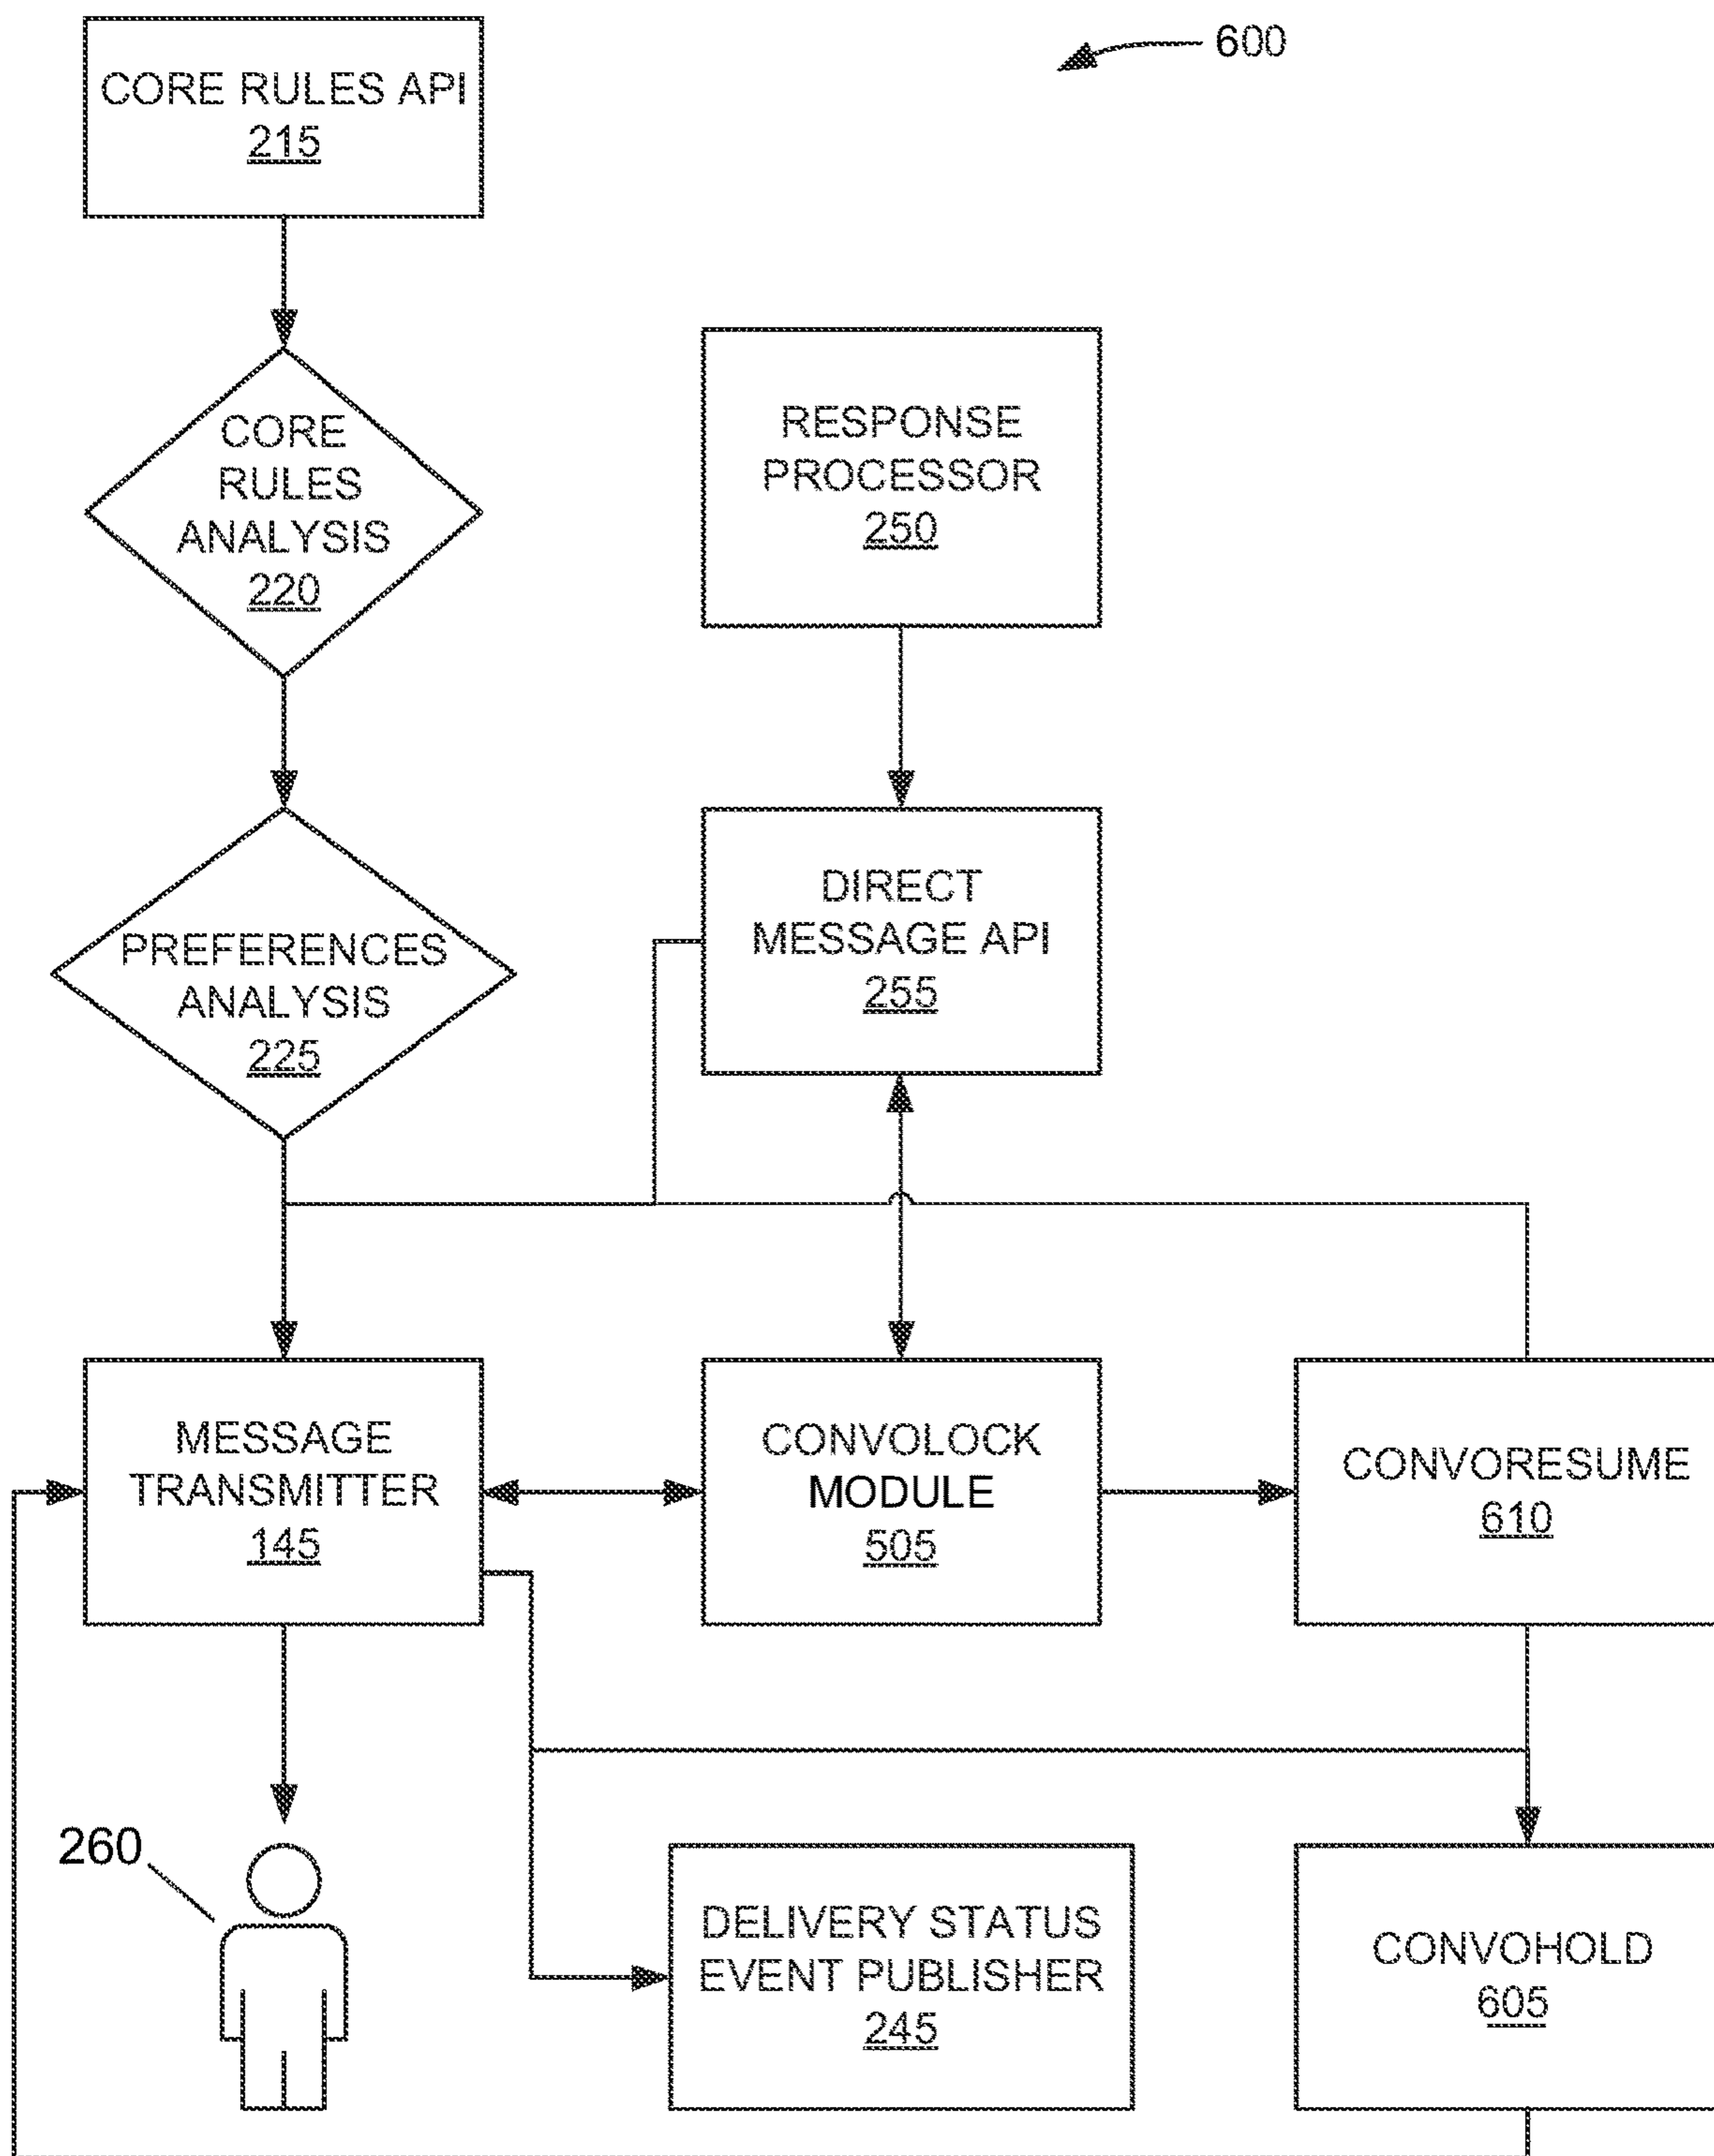 600
CORE RULES API
215
CORE
RULES
ANALYSIS
220
RESPONSE
PROCESSOR
250
PREFERENCES
ANALYSIS
225
DIRECT
MESSAGE API
255
MESSAGE
TRANSMITTER
145
CONVOLOCK
MODULE
505
CONVORESUME
610
260
DELIVERY STATUS
EVENT PUBLISHER
245
CONVOHOLD
605